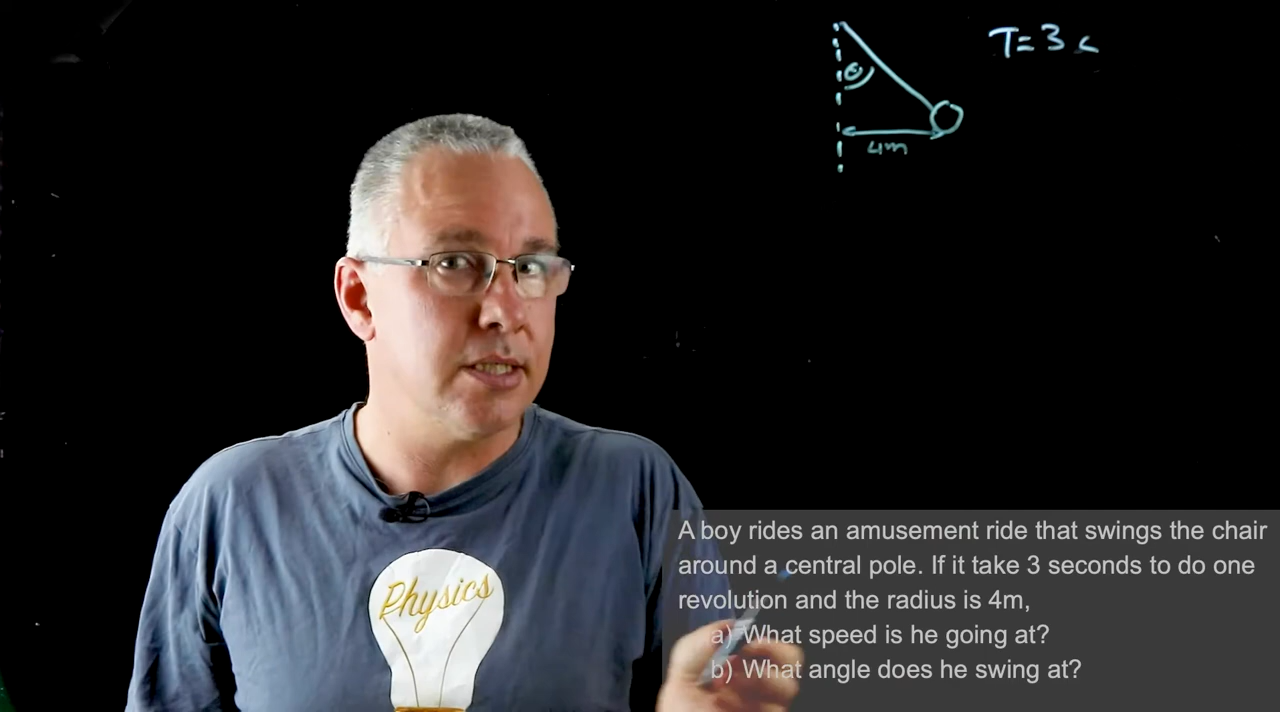 T = 3 s
θ
4m
Physics
A boy rides an amusement ride that swings the chair
around a central pole. If it take 3 seconds to do one
revolution and the radius is 4m,
a) What speed is he going at?
b) What angle does he swing at?